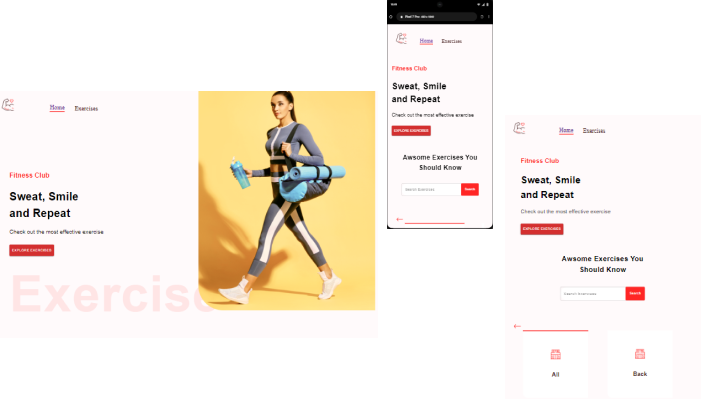 Home Exercises
Fitness Club
Sweat, Smile
and Repeat
Check out the most effective exercise
EXPLORE EXERCISES
Exercise
Home Exercises
Fitness Club
Sweat, Smile
and Repeat
Check out the most effective exercise
EXPLORE EXERCISES
Awsome Exercises You
Should Know
Search Exercises Search
Home Exercises
Fitness Club
Sweat, Smile
and Repeat
Check out the most effective exercise
EXPLORE EXERCISES
Awsome Exercises You
Should Know
Search Exercises Search
All Back